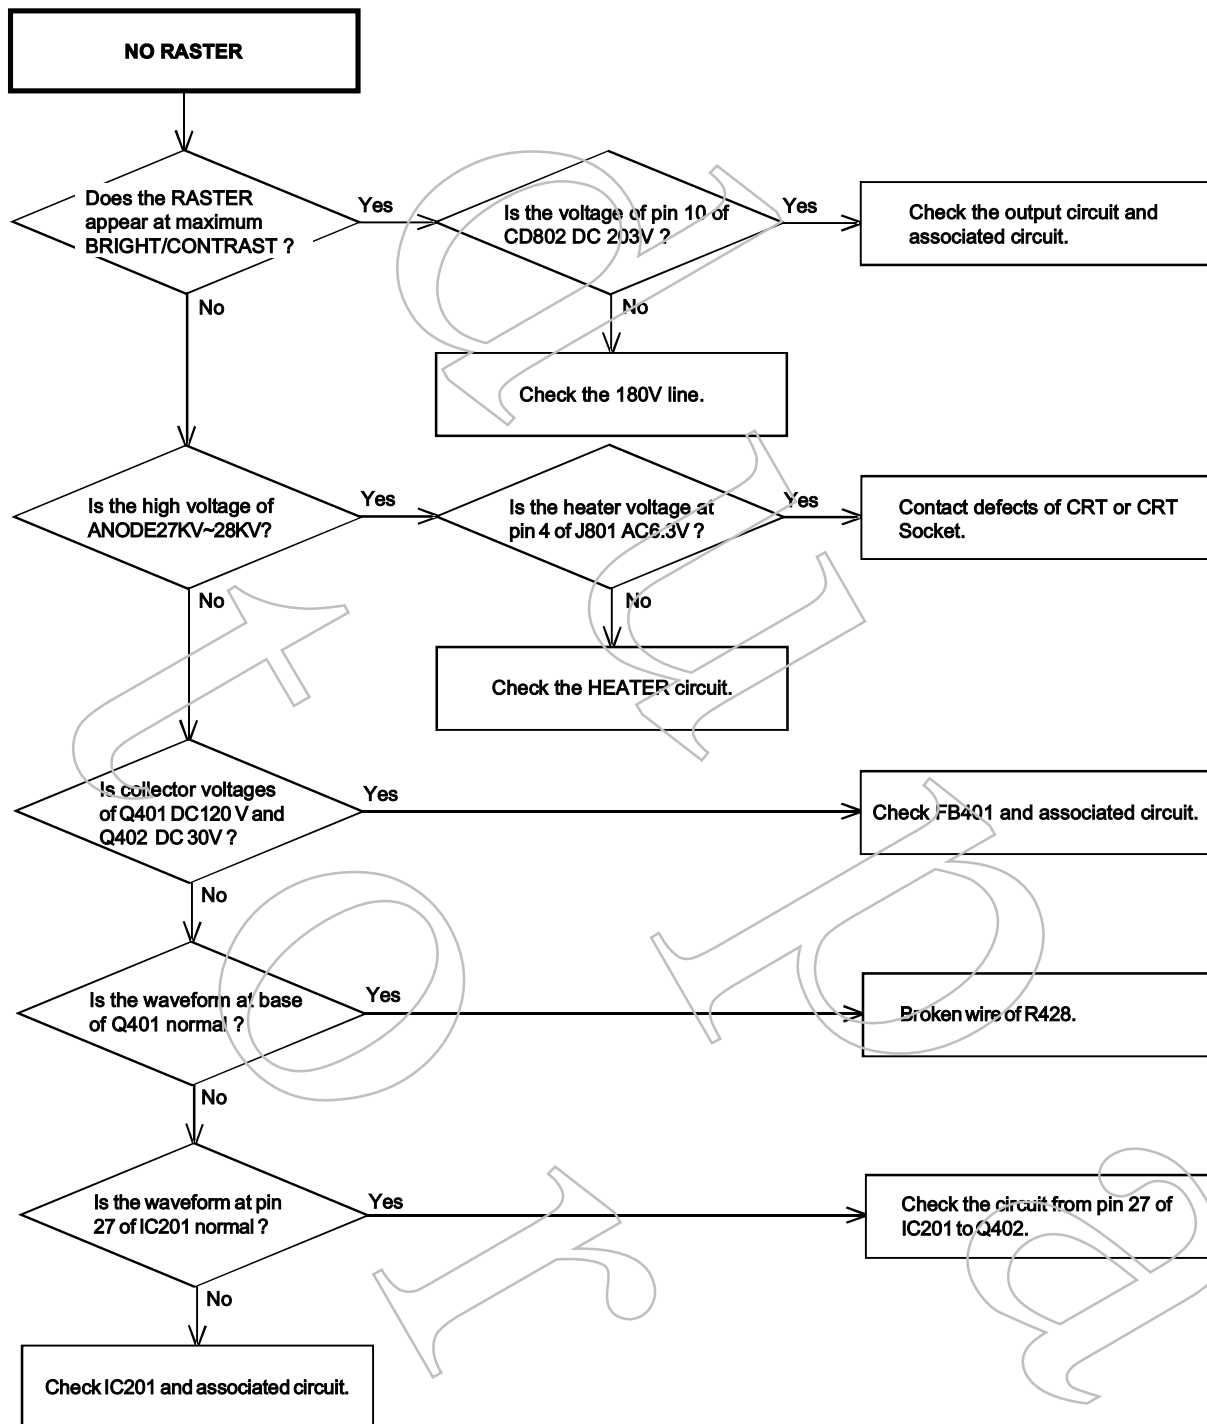 NO RASTER
Does the RASTER
appear at maximum
BRIGHT/CONTRAST ?
Yes
Is the voltage of pin 10 of
CD802 DC 203V ?
Yes
Check the output circuit and
associated circuit.
No
No
Check the 180V line.
Is the high voltage of
ANODE27KV~28KV?
Yes
Is the heater voltage at
pin 4 of J801 AC6.3V ?
Yes
Contact defects of CRT or CRT
Socket.
No
No
Check the HEATER circuit.
Is collector voltages
of Q401 DC120 V and
Q402 DC 30V ?
Yes
Check FB401 and associated circuit.
No
Is the waveform at base
of Q401 normal ?
Yes
Broken wire of R428.
No
Is the waveform at pin
27 of IC201 normal ?
Yes
Check the circuit from pin 27 of
IC201 to Q402.
No
Check IC201 and associated circuit.